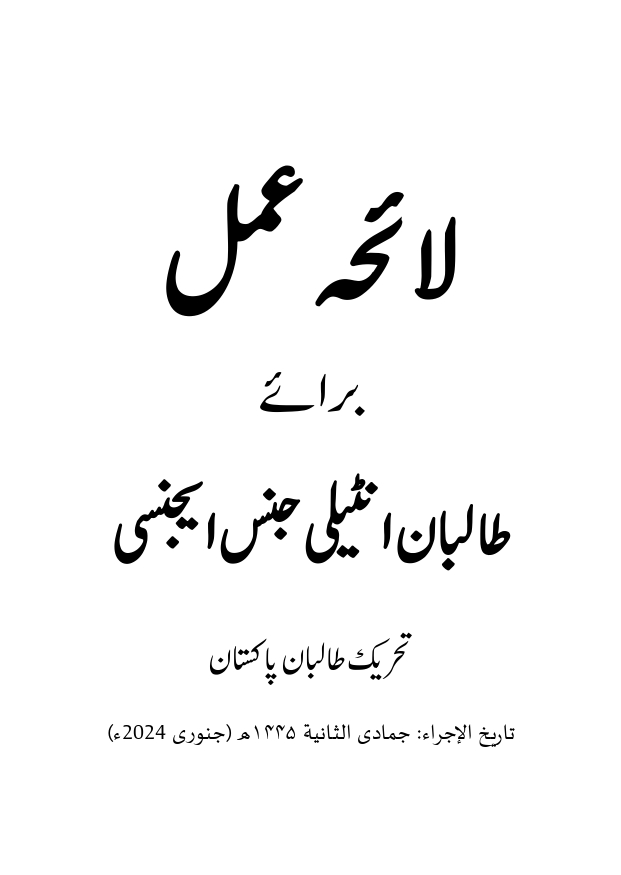 لائحہ عمل
برائے
طالبان انٹیلی جنس ایجنسی
تحریک طالبان پاکستان
تاریخ الإجراء: جمادی الثانیة ۱۴۴۵ھ (جنوری 2024ء)